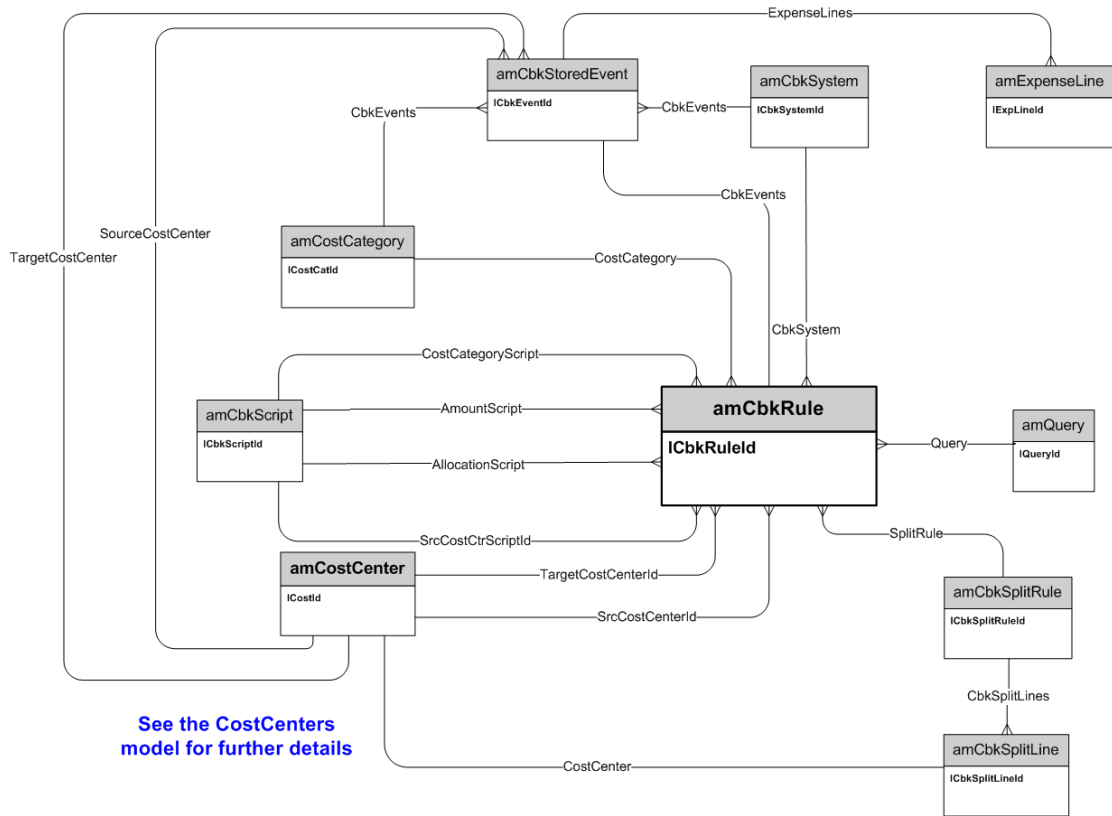 ExpenseLines
amCbkStoredEvent
lCbkEventId
amCbkSystem
lCbkSystemId
amExpenseLine
lExpLineId
CbkEvents
CbkEvents
CbkEvents
SourceCostCenter
TargetCostCenter
amCostCategory
lCostCatId
CostCategory
CbkSystem
CostCategoryScript
amCbkScript
lCbkScriptId
AmountScript
AllocationScript
SrcCostCtrScriptId
amCbkRule
lCbkRuleId
Query
amQuery
lQueryId
SplitRule
amCostCenter
lCostId
TargetCostCenterId
SrcCostCenterId
amCbkSplitRule
lCbkSplitRuleId
CbkSplitLines
See the CostCenters
model for further details
CostCenter
amCbkSplitLine
lCbkSplitLineId